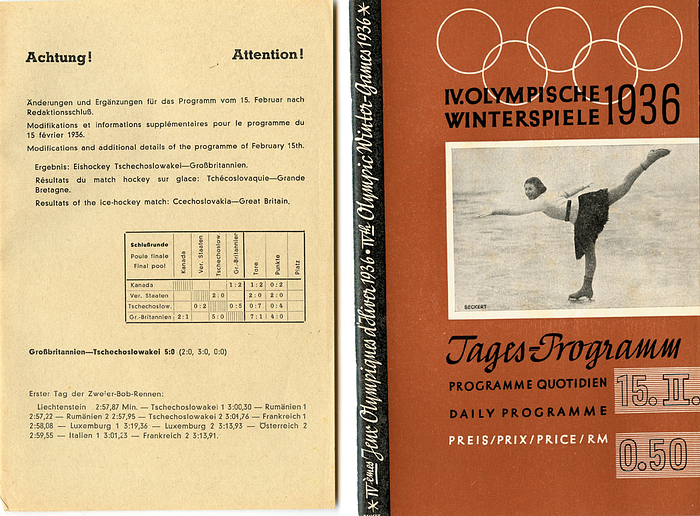 Achtung! Attention!
Änderungen und Ergänzungen für das Programm vom 15. Februar nach
Redaktionsschluß.
Modifikations et informations supplémentaires pour le programme du
15 février 1936.
Modifications and additional details of the programme of February 15th.
Ergebnis: Eishockey Tschechoslowakei—Großbritannien.
Résultats du match hockey sur glace: Tchécoslovaquie—Grande
Bretagne.
Resultats of the ice-hockey match: Ccechoslovakia—Great Britain.
Schlußrunde
Poule finale
Final pool
Kanada
Ver. Staaten
Tschechoslow.
Gr.-Britannier
Tore
Punkte
Platz
Kanada 1:2 1:2 0:2
Ver. Staaten 2:0 2:0 2:0
Tschechoslow. 0:2 0:5 0:7 0:4
Gr.-Britannien 2:1 5:0 7:1 4:0
Großbritannien—Tschechoslowakei 5:0 (2:0, 3:0, 0:0)
Erster Tag der Zweier-Bob-Rennen:
Liechtenstein 2:57,87 Min. — Tschechoslowakei 1 3:00,30 — Rumänien 1
2:57,22 — Rumänien 2 2:57,95 — Tschechoslowakei 2 3:01,76 — Frankreich 1
2:58,08 — Luxemburg 1 3:19,36 — Luxemburg 2 3:13,93 — Österreich 2
2:59,55 — Italien 1 3:01,23 — Frankreich 2 3:13,91.
* IVèmes Jeux Olympiques d'Hiver 1936 • IVth Olympic Winter-Games 1936 *
IV. OLYMPISCHE
WINTERSPIELE 1936
BECKERT
Tages-Programm
PROGRAMME QUOTIDIEN
15. II.
DAILY PROGRAMME
PREIS/PRIX/PRICE/RM
0.50